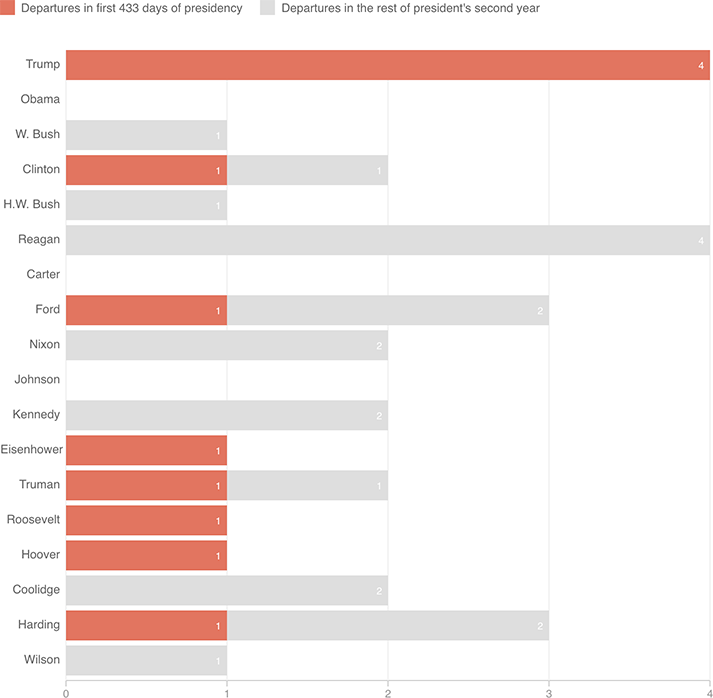 Departures in first 433 days of presidency Departures in the rest of president's second year
Trump 4
Obama
W. Bush 1
Clinton 1 1
H.W. Bush 1
Reagan 4
Carter
Ford 1 2
Nixon 2
Johnson
Kennedy 2
Eisenhower 1
Truman 1 1
Roosevelt 1
Hoover 1
Coolidge 2
Harding 1 2
Wilson 1
0 1 2 3 4